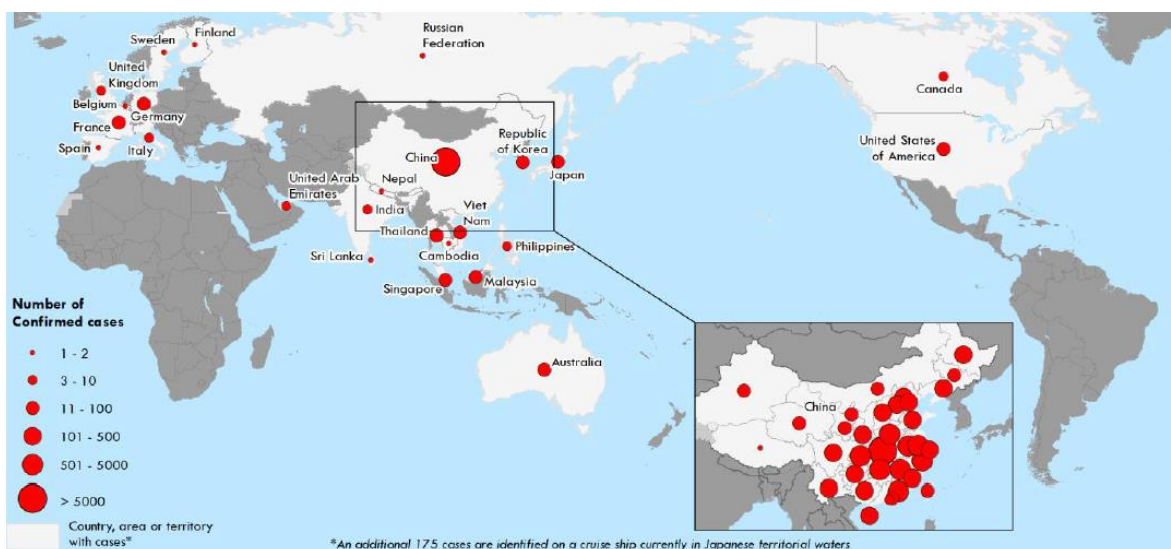 Sweden
Finland
Russian
Federation
United
Kingdom
Belgium
Germany
France
Spain
Italy
Canada
United States
of America
Republic
of Korea
China
Japan
Nepal
United Arab
Emirates
India
Viet
Nam
Thailand
Cambodia
Philippines
Sri Lanka
Singapore
Malaysia
Australia
Number of
Confirmed cases
1 - 2
3 - 10
11 - 100
101 - 500
501 - 5000
> 5000
Country, area or territory
with cases*
China
*An additional 175 cases are identified on a cruise ship currently in Japanese territorial waters